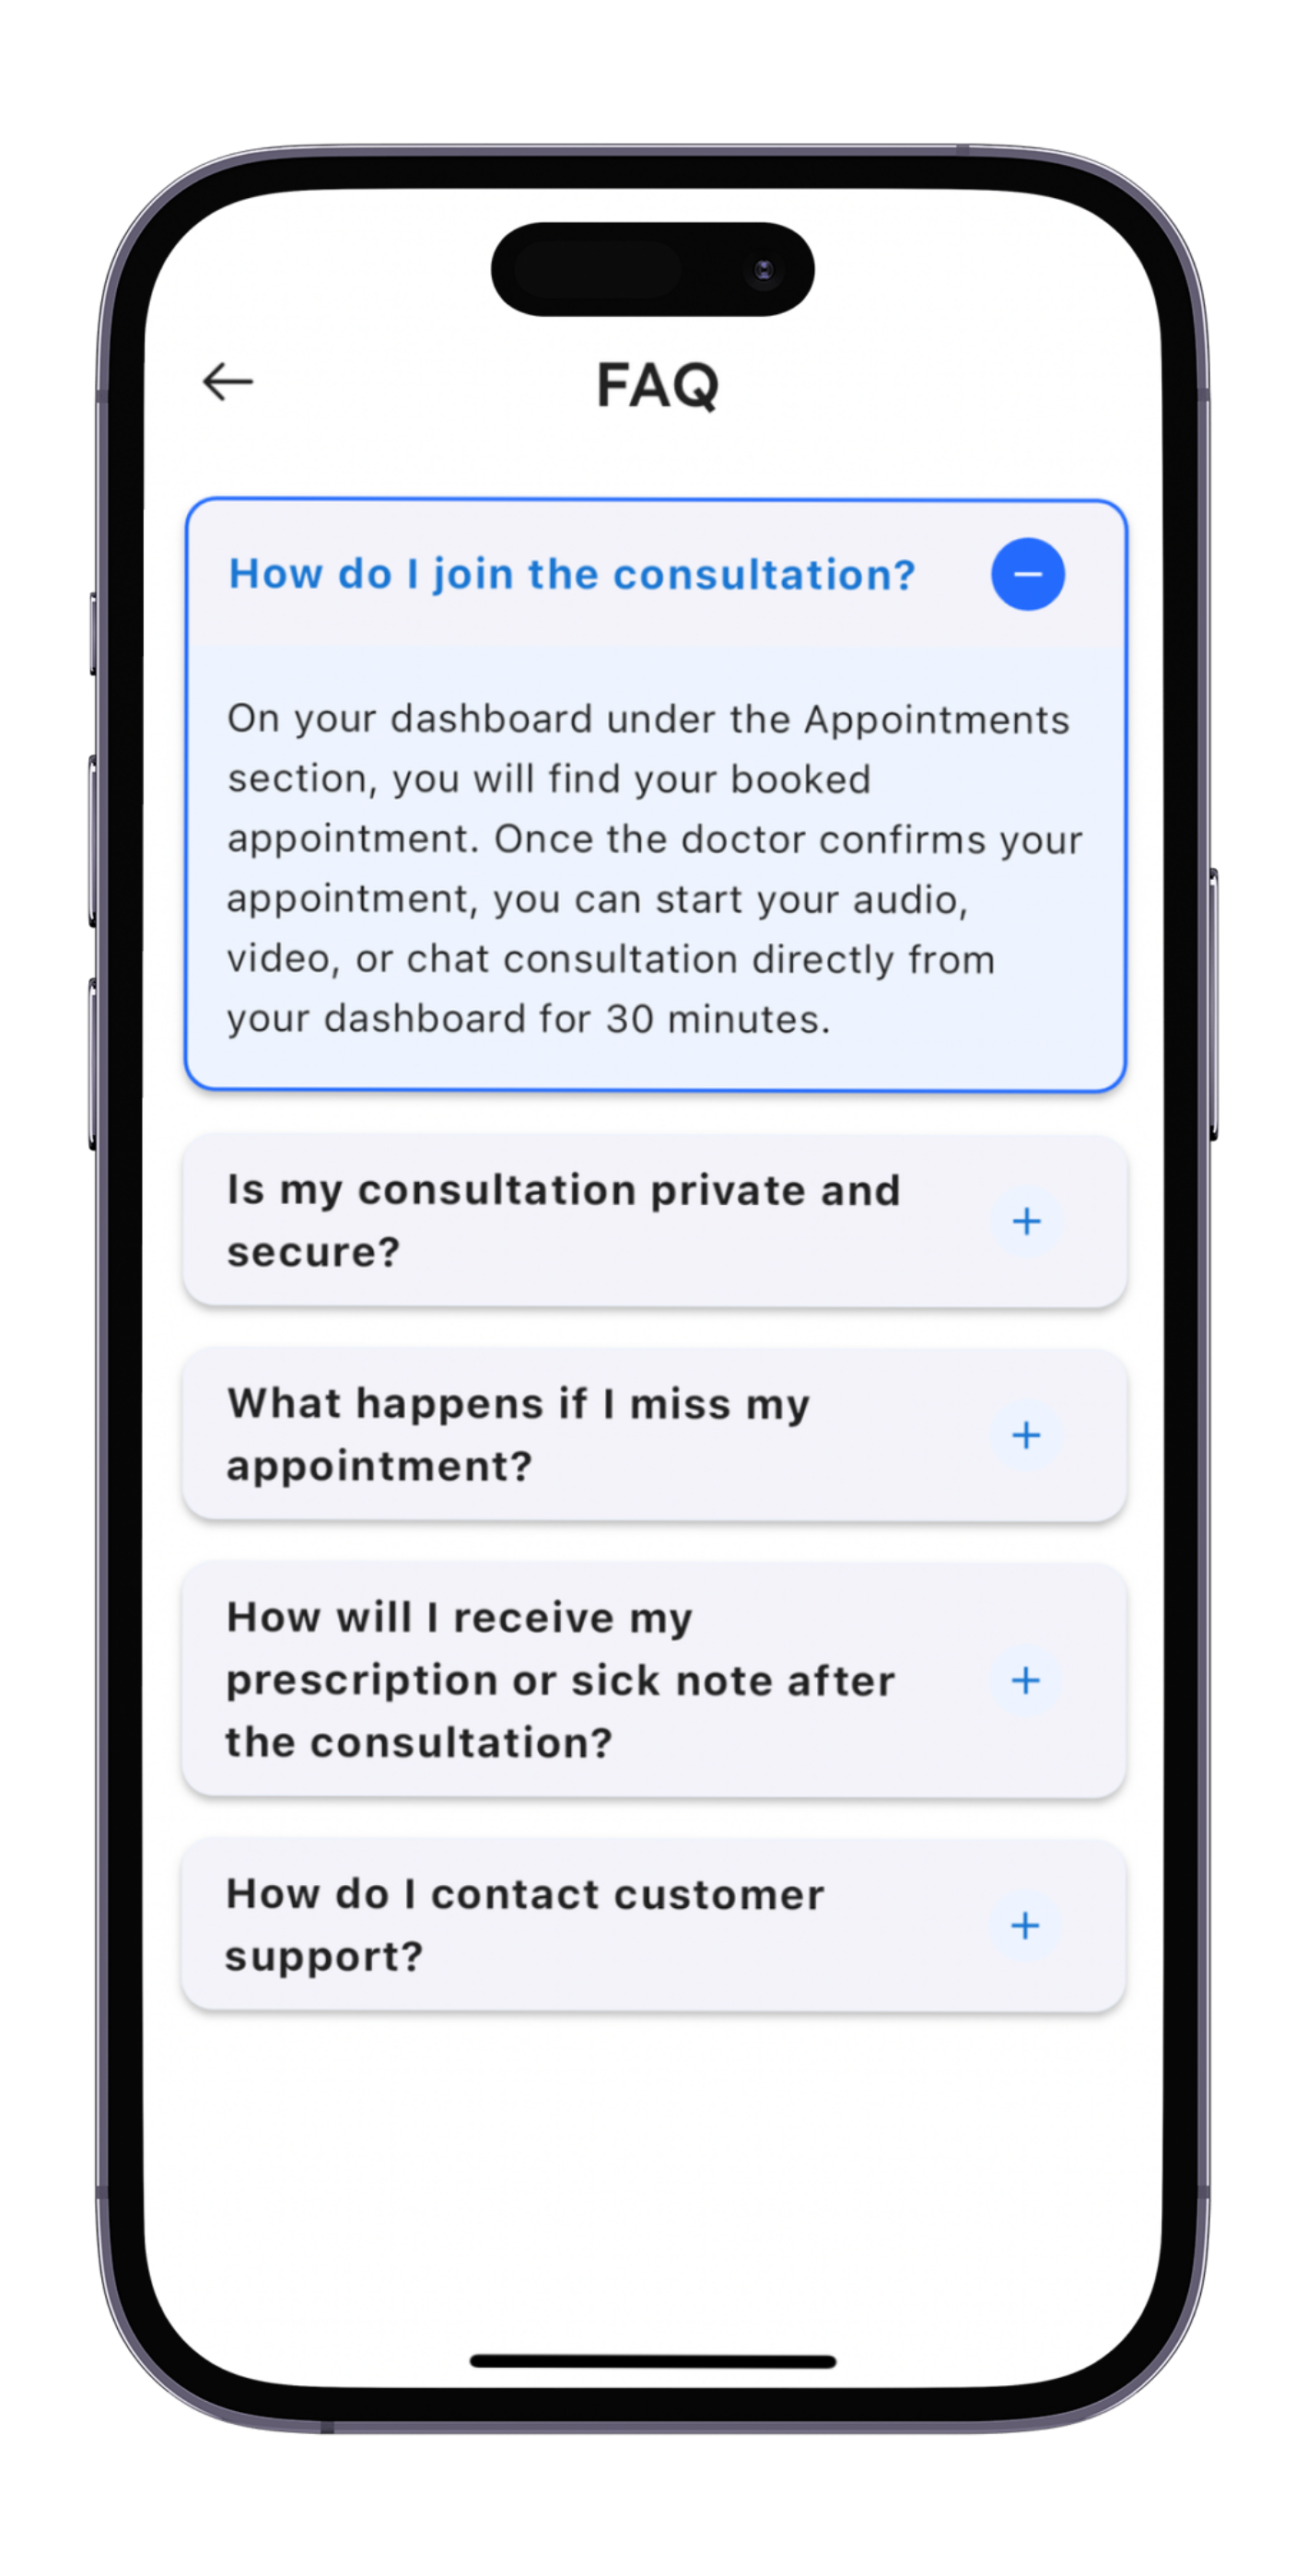 FAQ
How do I join the consultation?
On your dashboard under the Appointments
section, you will find your booked
appointment. Once the doctor confirms your
appointment, you can start your audio,
video, or chat consultation directly from
your dashboard for 30 minutes.
Is my consultation private and
secure?
What happens if I miss my
appointment?
How will I receive my
prescription or sick note after
the consultation?
How do I contact customer
support?